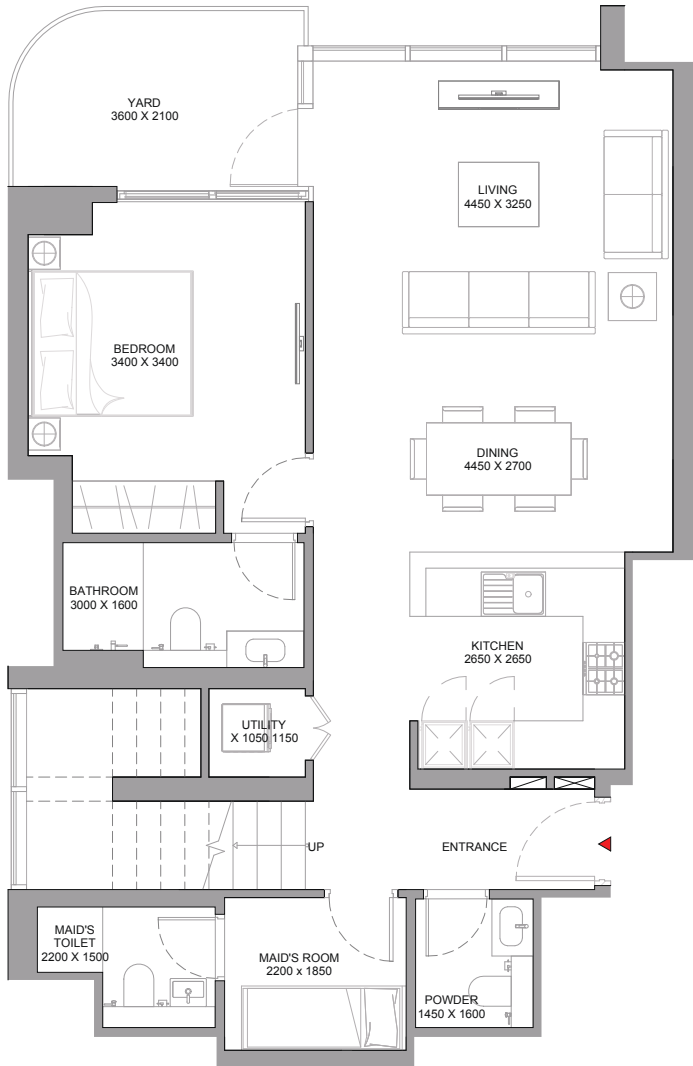 YARD
3600 X 2100
LIVING
4450 X 3250
BEDROOM
3400 X 3400
DINING
4450 X 2700
BATHROOM
3000 X 1600
KITCHEN
2650 X 2650
UTILITY
X 1050 1150
UP
ENTRANCE
MAID'S
TOILET
2200 X 1500
MAID'S ROOM
2200 x 1850
POWDER
1450 X 1600